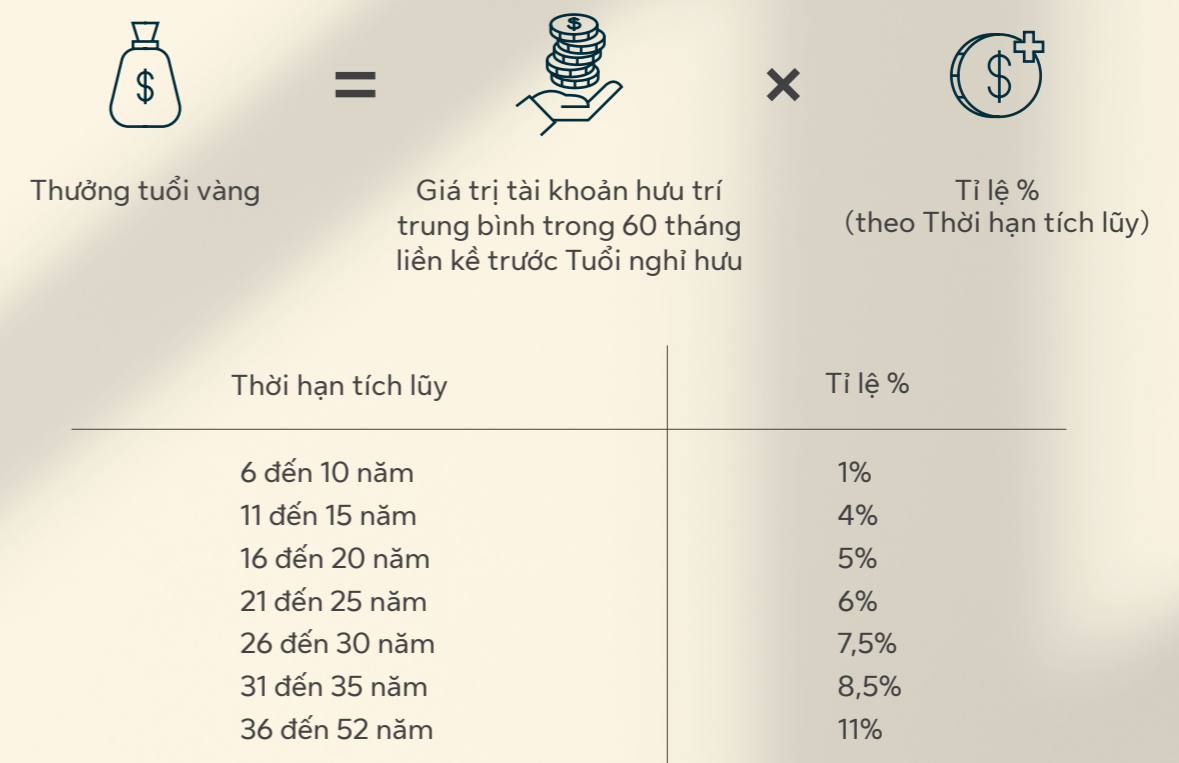 $
=
$
×
$
Thưởng tuổi vàng
Giá trị tài khoản hưu trí
trung bình trong 60 tháng
liền kề trước Tuổi nghỉ hưu
Tỉ lệ %
(theo Thời hạn tích lũy)
Thời hạn tích lũy Tỉ lệ %
6 đến 10 năm 1%
11 đến 15 năm 4%
16 đến 20 năm 5%
21 đến 25 năm 6%
26 đến 30 năm 7,5%
31 đến 35 năm 8,5%
36 đến 52 năm 11%